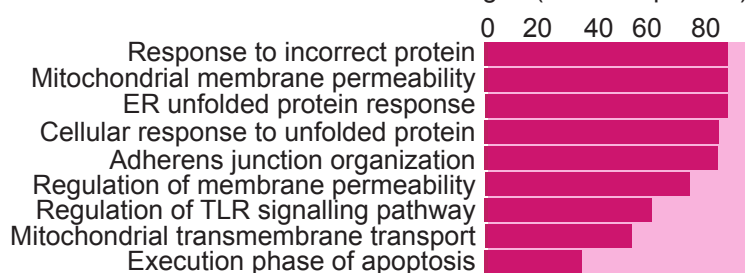 0 20 40 60 80
Response to incorrect protein
Mitochondrial membrane permeability
ER unfolded protein response
Cellular response to unfolded protein
Adherens junction organization
Regulation of membrane permeability
Regulation of TLR signalling pathway
Mitochondrial transmembrane transport
Execution phase of apoptosis